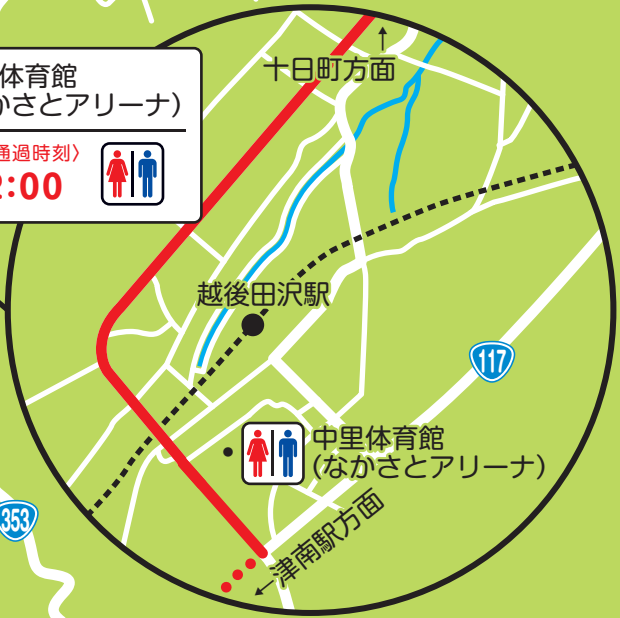 体育館
かさとアリーナ)
通過時刻〉
2:00
↑
十日町方面
越後田沢駅
117
中里体育館
(なかさとアリーナ)
353
←津南駅方面